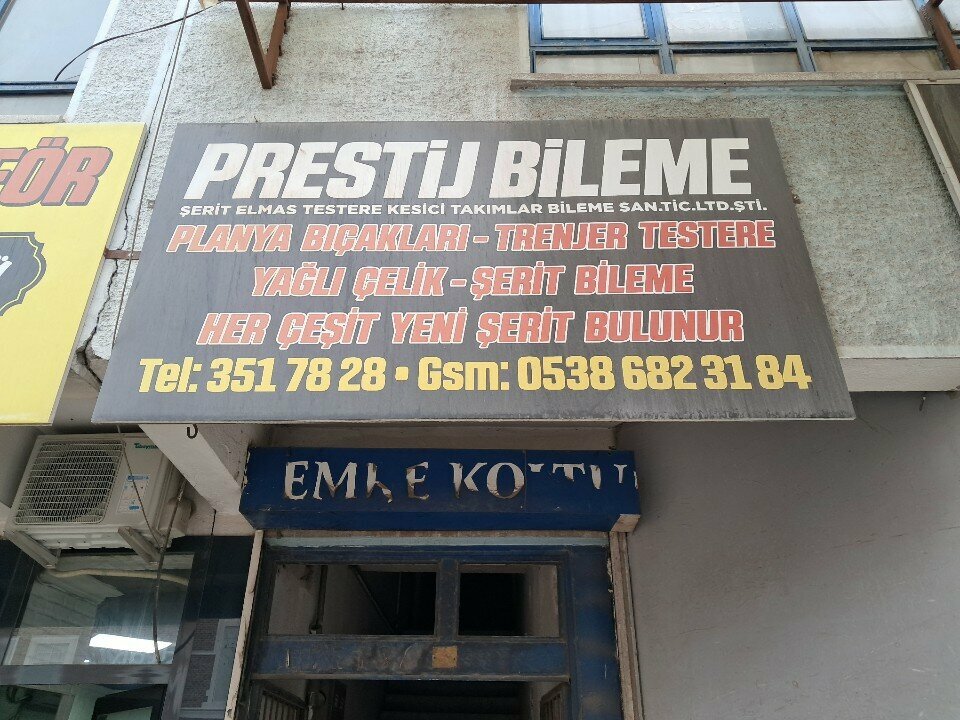 PRESTİJ BİLEME
ŞERİT ELMAS TESTERE KESİCİ TAKIMLAR BİLEME SAN.TİC.LTD.ŞTİ.
PLANYA BIÇAKLARI - TRENJER TESTERE
YAĞLI ÇELİK - ŞERİT BİLEME
HER ÇEŞİT YENİ ŞERİT BULUNUR
Tel: 351 78 28 • Gsm: 0538 682 31 84